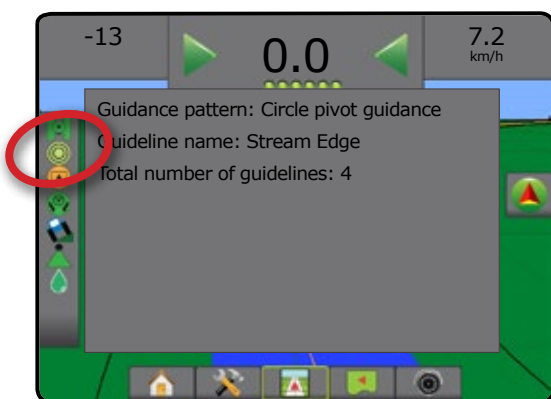 -13
0.0
7.2
km/h
Guidance pattern: Circle pivot guidance
Guideline name: Stream Edge
Total number of guidelines: 4